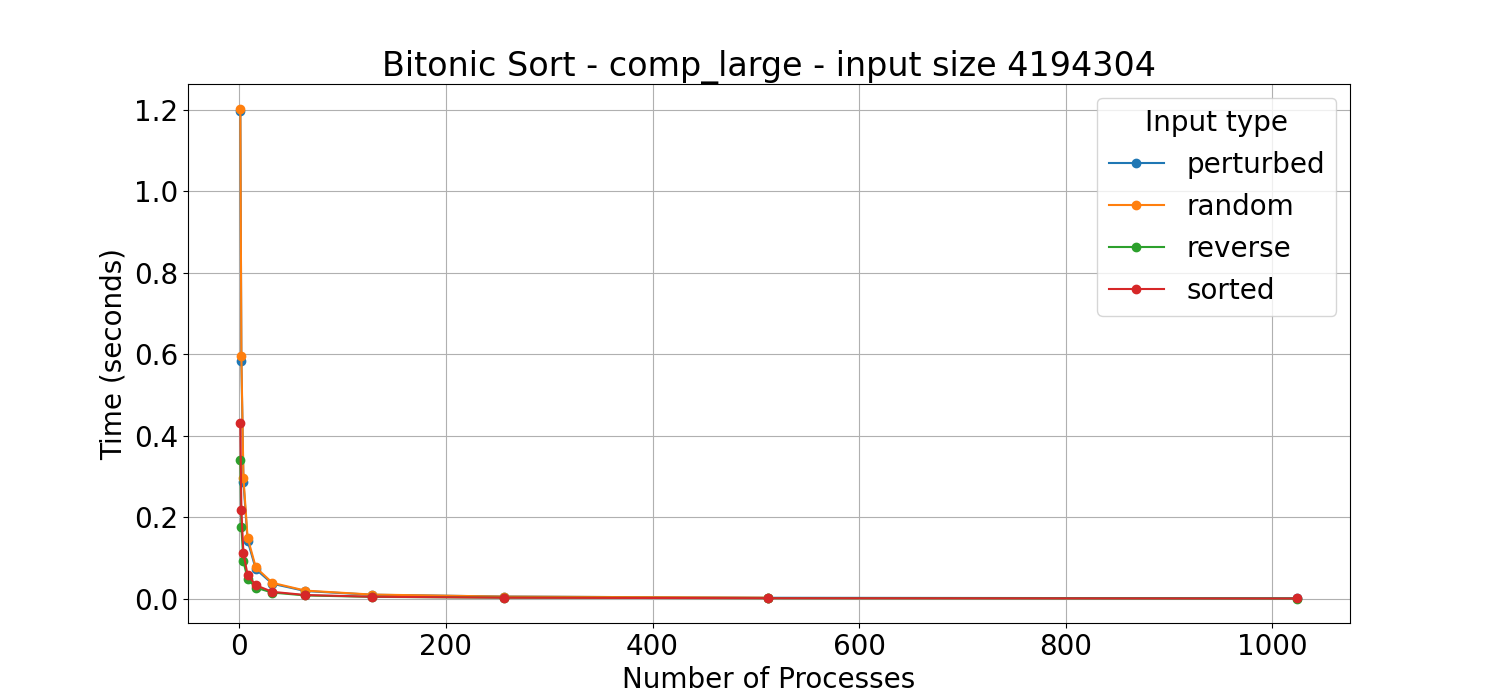 Bitonic Sort - comp_large - input size 4194304
Time (seconds)
1.2
1.0
0.8
0.6
0.4
0.2
0.0
0 200 400 600 800 1000
Number of Processes
Input type
perturbed
random
reverse
sorted